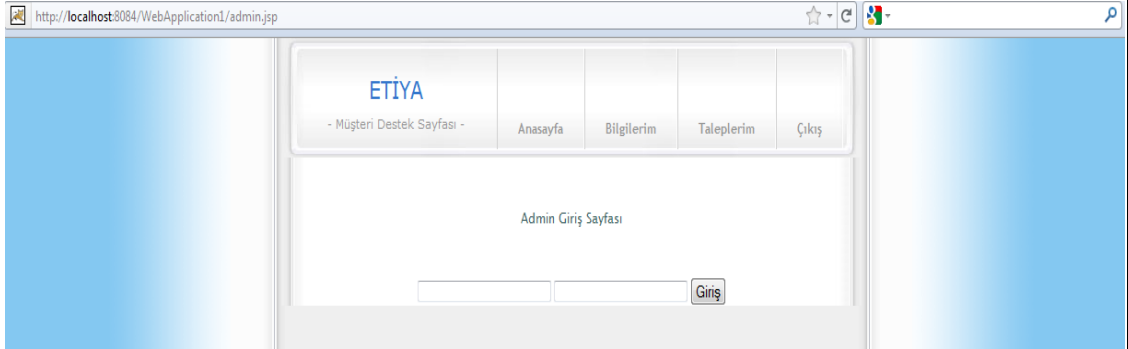 http://localhost:8084/WebApplication1/admin.jsp
ETİYA
- Müşteri Destek Sayfası -
Anasayfa Bilgilerim Taleplerim Çıkış
Admin Giriş Sayfası
Giriş